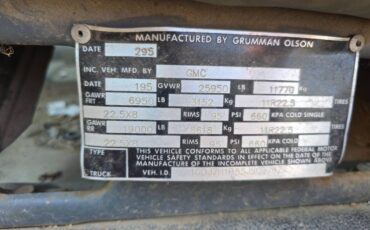 MANUFACTURED BY GRUMMAN OLSON
DATE 295
INC. VEH. MFD. BY GMC
DATE 195 GVWR 25950 LB 11770 Kg
GAWR FRT 6950 LB 3152 Kg 11R22.5 TIRES
22.5X8 RIMS 95 PSI 660 KPA COLD SINGLE
GAWR RR 19000 Kg 11R22.5 TIRES
RIMS PSI KPA COLD
TYPE THIS VEHICLE CONFORMS TO ALL APPLICABLE FEDERAL MOTOR
VEHICLE SAFETY STANDARDS IN EFFECT ON THE DATE OF
MANUFACTURE OF THE INCOMPLETE VEHICLE SHOWN ABOVE
TRUCK VEH. I.D.